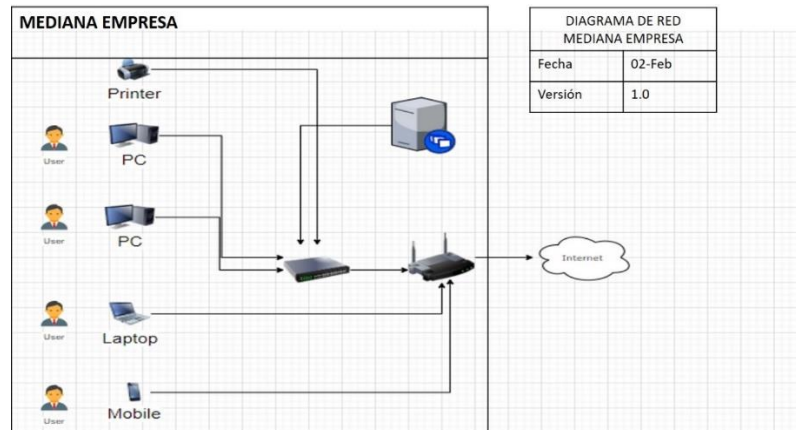 MEDIANA EMPRESA
DIAGRAMA DE RED
MEDIANA EMPRESA
Fecha 02-Feb
Versión 1.0
Printer
User PC
User PC
Internet
User Laptop
User Mobile